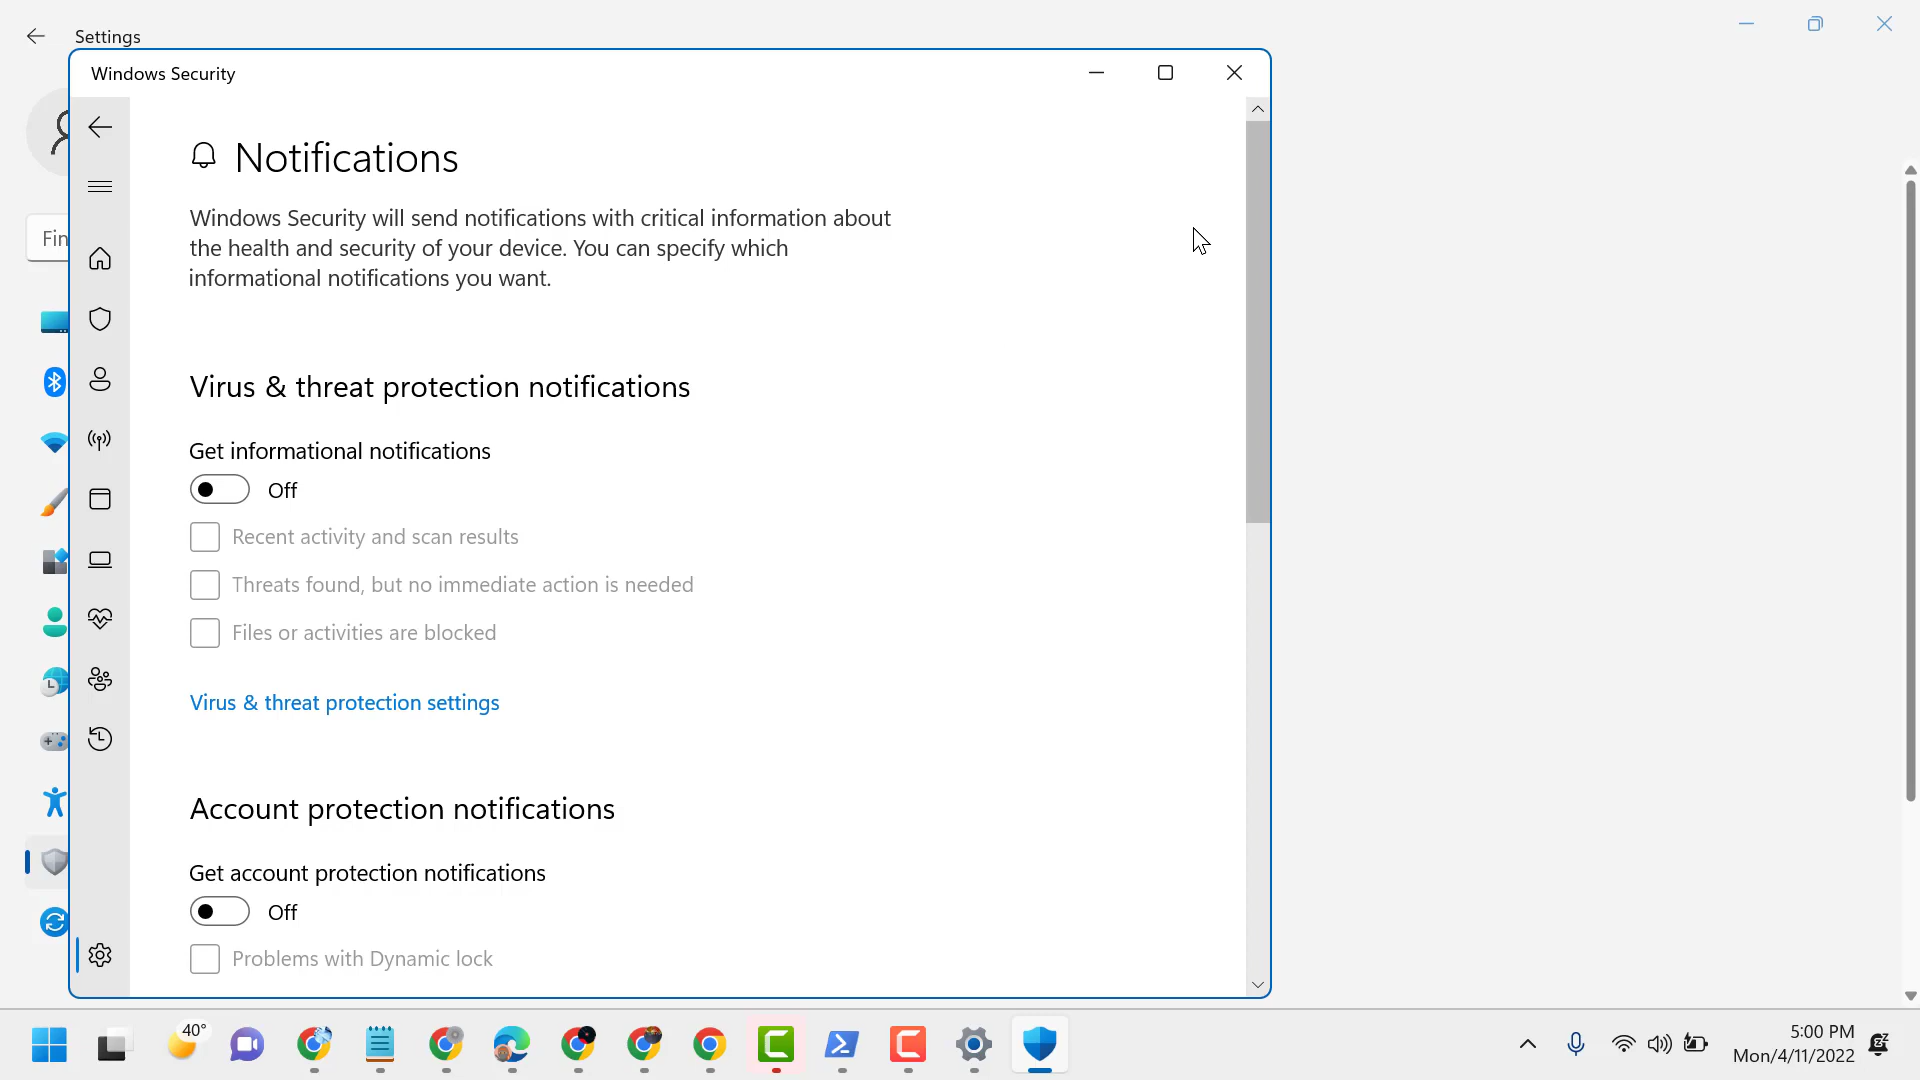 Settings
Windows Security
Fin
Notifications
Windows Security will send notifications with critical information about
the health and security of your device. You can specify which
informational notifications you want.
Virus & threat protection notifications
Get informational notifications
Off
Recent activity and scan results
Threats found, but no immediate action is needed
Files or activities are blocked
Virus & threat protection settings
Account protection notifications
Get account protection notifications
Off
Problems with Dynamic lock
40°
5:00 PM
Mon/4/11/2022